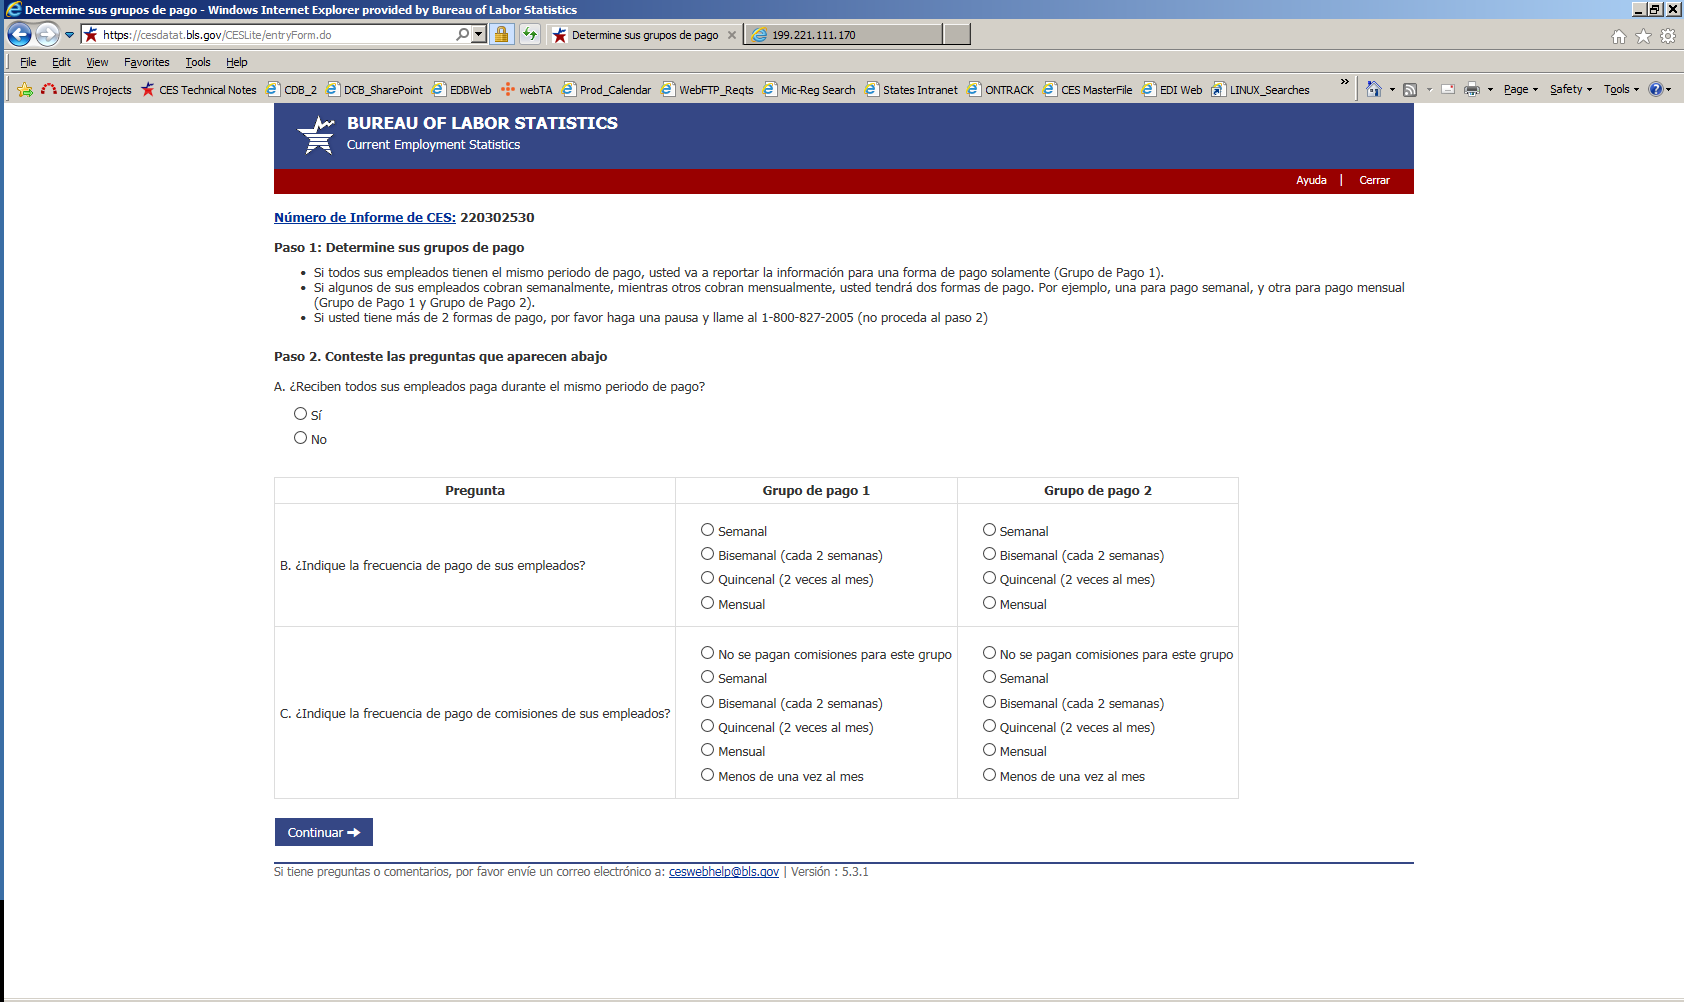 Determine sus grupos de pago - Windows Internet Explorer provided by Bureau of Labor Statistics
https://cesdatat.bls.gov/CESLite/entryForm.do
Determine sus grupos de pago
199.221.111.170
File Edit View Favorites Tools Help
DEWS Projects CES Technical Notes CDB_2 DCB_SharePoint EDBWeb webTA Prod_Calendar WebFTP_Reqts Mic-Reg Search States Intranet ONTRACK CES MasterFile EDI Web LINUX_Searches » Page Safety Tools
BUREAU OF LABOR STATISTICS
Current Employment Statistics
Ayuda | Cerrar
Número de Informe de CES: 220302530
Paso 1: Determine sus grupos de pago
• Si todos sus empleados tienen el mismo periodo de pago, usted va a reportar la información para una forma de pago solamente (Grupo de Pago 1).
• Si algunos de sus empleados cobran semanalmente, mientras otros cobran mensualmente, usted tendrá dos formas de pago. Por ejemplo, una para pago semanal, y otra para pago mensual
(Grupo de Pago 1 y Grupo de Pago 2).
• Si usted tiene más de 2 formas de pago, por favor haga una pausa y llame al 1-800-827-2005 (no proceda al paso 2)
Paso 2. Conteste las preguntas que aparecen abajo
A. ¿Reciben todos sus empleados paga durante el mismo periodo de pago?
Sí
No
Pregunta Grupo de pago 1 Grupo de pago 2
B. ¿Indique la frecuencia de pago de sus empleados?
Semanal
Bisemanal (cada 2 semanas)
Quincenal (2 veces al mes)
Mensual
Semanal
Bisemanal (cada 2 semanas)
Quincenal (2 veces al mes)
Mensual
C. ¿Indique la frecuencia de pago de comisiones de sus empleados?
No se pagan comisiones para este grupo
Semanal
Bisemanal (cada 2 semanas)
Quincenal (2 veces al mes)
Mensual
Menos de una vez al mes
No se pagan comisiones para este grupo
Semanal
Bisemanal (cada 2 semanas)
Quincenal (2 veces al mes)
Mensual
Menos de una vez al mes
Continuar
Si tiene preguntas o comentarios, por favor envíe un correo electrónico a: ceswebhelp@bls.gov | Versión : 5.3.1